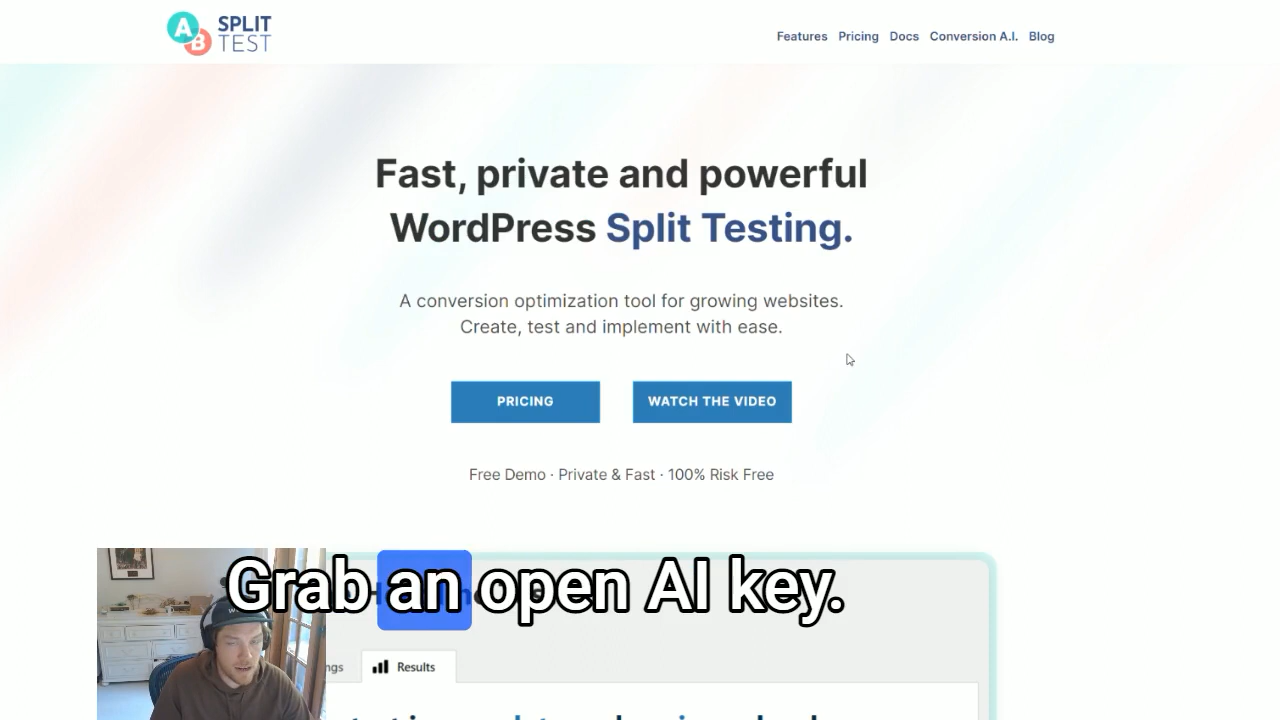 A B SPLIT TEST
Features Pricing Docs Conversion A.I. Blog
Fast, private and powerful
WordPress Split Testing.
A conversion optimization tool for growing websites.
Create, test and implement with ease.
PRICING WATCH THE VIDEO
Free Demo · Private & Fast · 100% Risk Free
Grab an open AI key.
Results